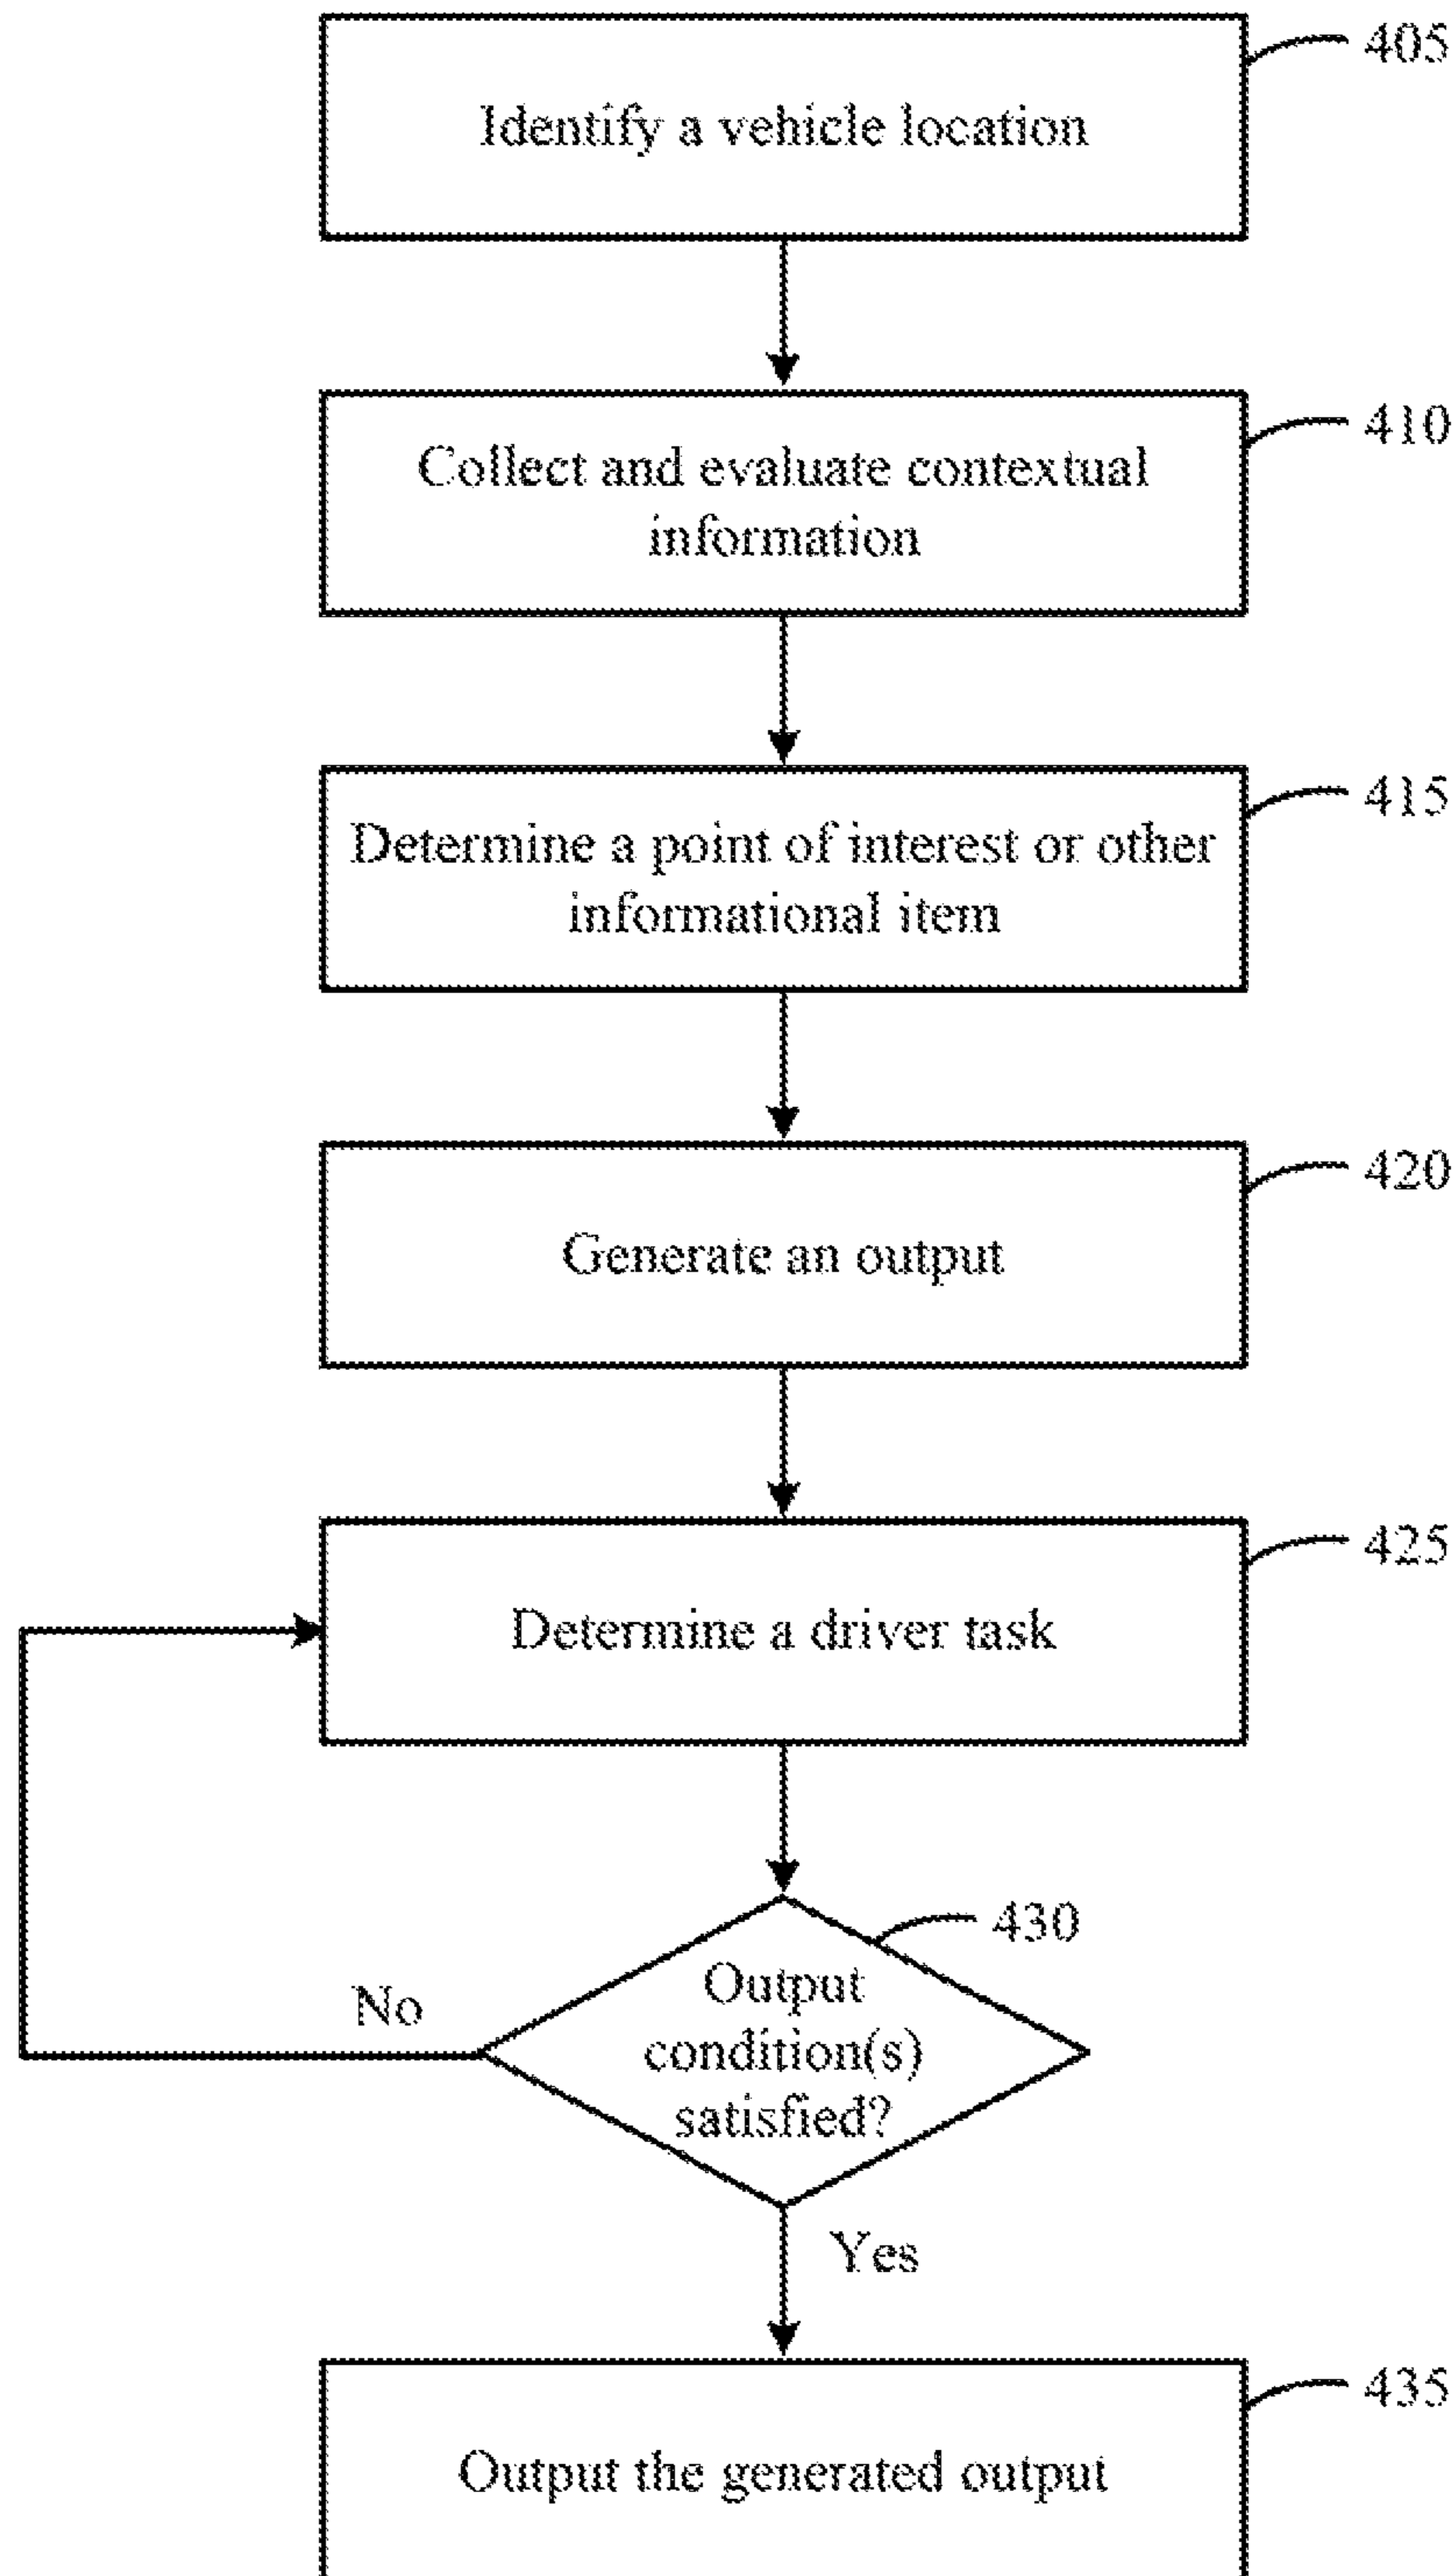 405
Identify a vehicle location
410
Collect and evaluate contextual
information
415
Determine a point of interest or other
informational item
420
Generate an output
425
Determine a driver task
430
Output
condition(s)
satisfied?
No
Yes
435
Output the generated output